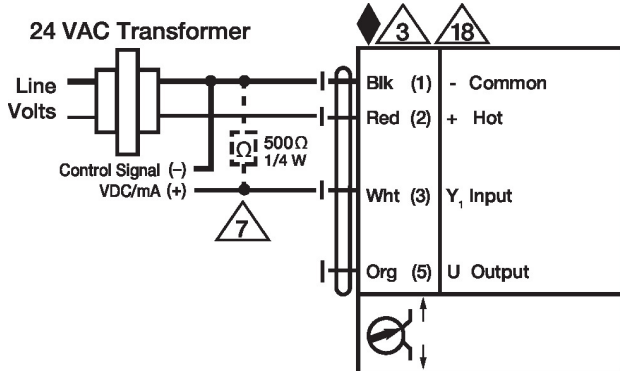 24 VAC Transformer
3
18
Line
Volts
Blk (1) - Common
Red (2) + Hot
Ω 500Ω
1/4 W
Control Signal (–)
VDC/mA (+)
Wht (3) Y₁ Input
7
Org (5) U Output